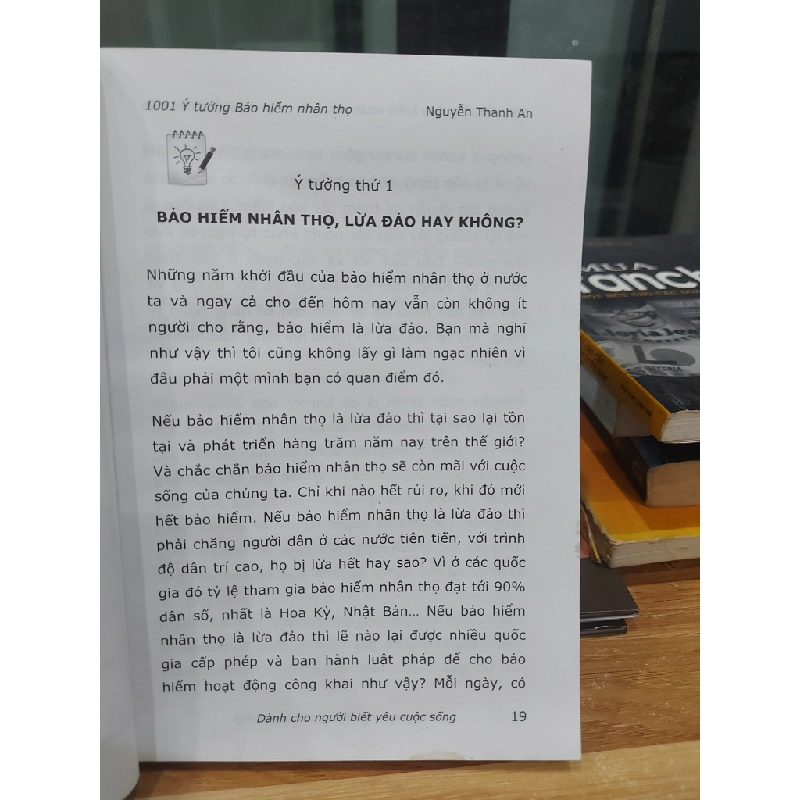 1001 Ý tưởng Bảo hiểm nhân thọ Nguyễn Thanh An
Ý tưởng thứ 1
BẢO HIỂM NHÂN THỌ, LỪA ĐẢO HAY KHÔNG?
Những năm khởi đầu của bảo hiểm nhân thọ ở nước
ta và ngay cả cho đến hôm nay vẫn còn không ít
người cho rằng, bảo hiểm là lừa đảo. Bạn mà nghĩ
như vậy thì tôi cũng không lấy gì làm ngạc nhiên vì
đâu phải một mình bạn có quan điểm đó.
Nếu bảo hiểm nhân thọ là lừa đảo thì tại sao lại tồn
tại và phát triển hàng trăm năm nay trên thế giới?
Và chắc chắn bảo hiểm nhân thọ sẽ còn mãi với cuộc
sống của chúng ta. Chỉ khi nào hết rủi ro, khi đó mới
hết bảo hiểm. Nếu bảo hiểm nhân thọ là lừa đảo thì
phải chăng người dân ở các nước tiên tiến, với trình
độ dân trí cao, họ bị lừa hết hay sao? Vì ở các quốc
gia đó tỷ lệ tham gia bảo hiểm nhân thọ đạt tới 90%
dân số, nhất là Hoa Kỳ, Nhật Bản... Nếu bảo hiểm
nhân thọ là lừa đảo thì lẽ nào lại được nhiều quốc
gia cấp phép và ban hành luật pháp để cho bảo
hiểm hoạt động công khai như vậy? Mỗi ngày, có
Dành cho người biết yêu cuộc sống 19
MUA